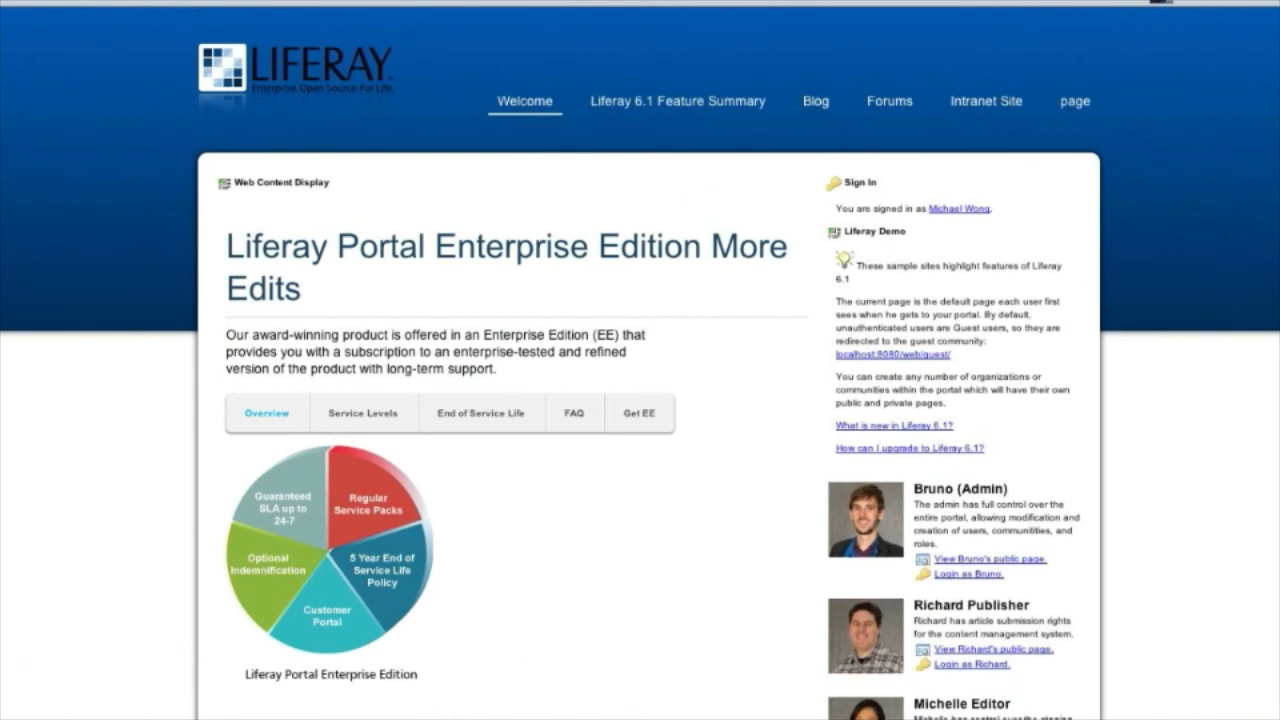 LIFERAY.
Enterprise. Open Source. For Life.
Welcome
Liferay 6.1 Feature Summary
Blog
Forums
Intranet Site
page
Web Content Display
Liferay Portal Enterprise Edition More
Edits
Our award-winning product is offered in an Enterprise Edition (EE) that
provides you with a subscription to an enterprise-tested and refined
version of the product with long-term support.
Overview
Service Levels
End of Service Life
FAQ
Get EE
Guaranteed
SLA up to
24-7
Regular
Service Packs
Optional
Indemnification
5 Year End of
Service Life
Policy
Customer
Portal
Liferay Portal Enterprise Edition
Sign In
You are signed in as Michael Wong.
Liferay Demo
These sample sites highlight features of Liferay
6.1
The current page is the default page each user first
sees when he gets to your portal. By default,
unauthenticated users are Guest users, so they are
redirected to the guest community:
localhost:8080/web/guest/
You can create any number of organizations or
communities within the portal which will have their own
public and private pages.
What is new in Liferay 6.1?
How can I upgrade to Liferay 6.1?
Bruno (Admin)
The admin has full control over the
entire portal, allowing modification and
creation of users, communitities, and
roles.
View Bruno's public page.
Login as Bruno.
Richard Publisher
Richard has article submission rights
for the content management system.
View Richard's public page.
Login as Richard.
Michelle Editor
Michelle has control over the staging